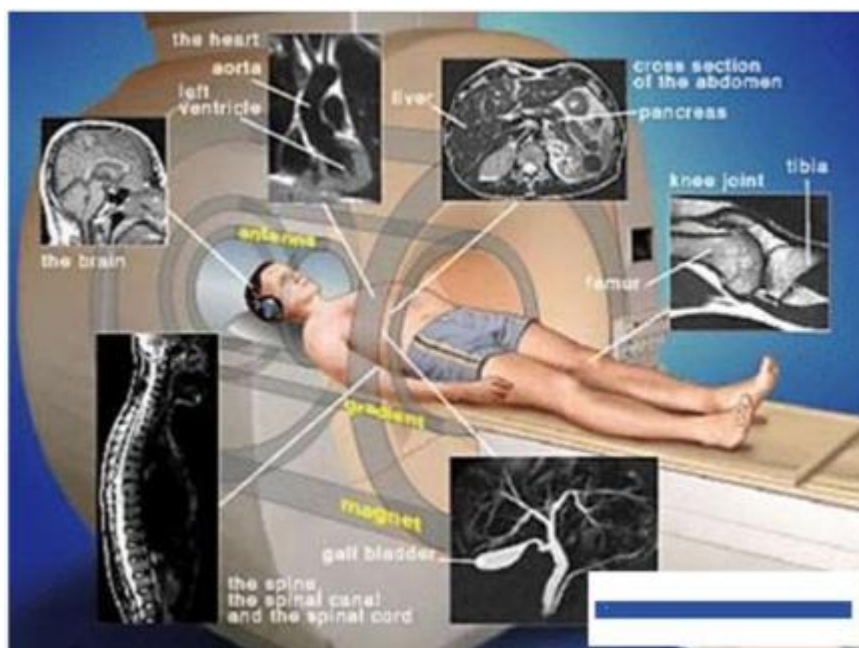 the heart
aorta
left
ventricle
liver
cross section
of the abdomen
pancreas
knee joint
tibia
femur
the brain
antenna
gradient
magnet
gall bladder
the spine,
the spinal canal
and the spinal cord